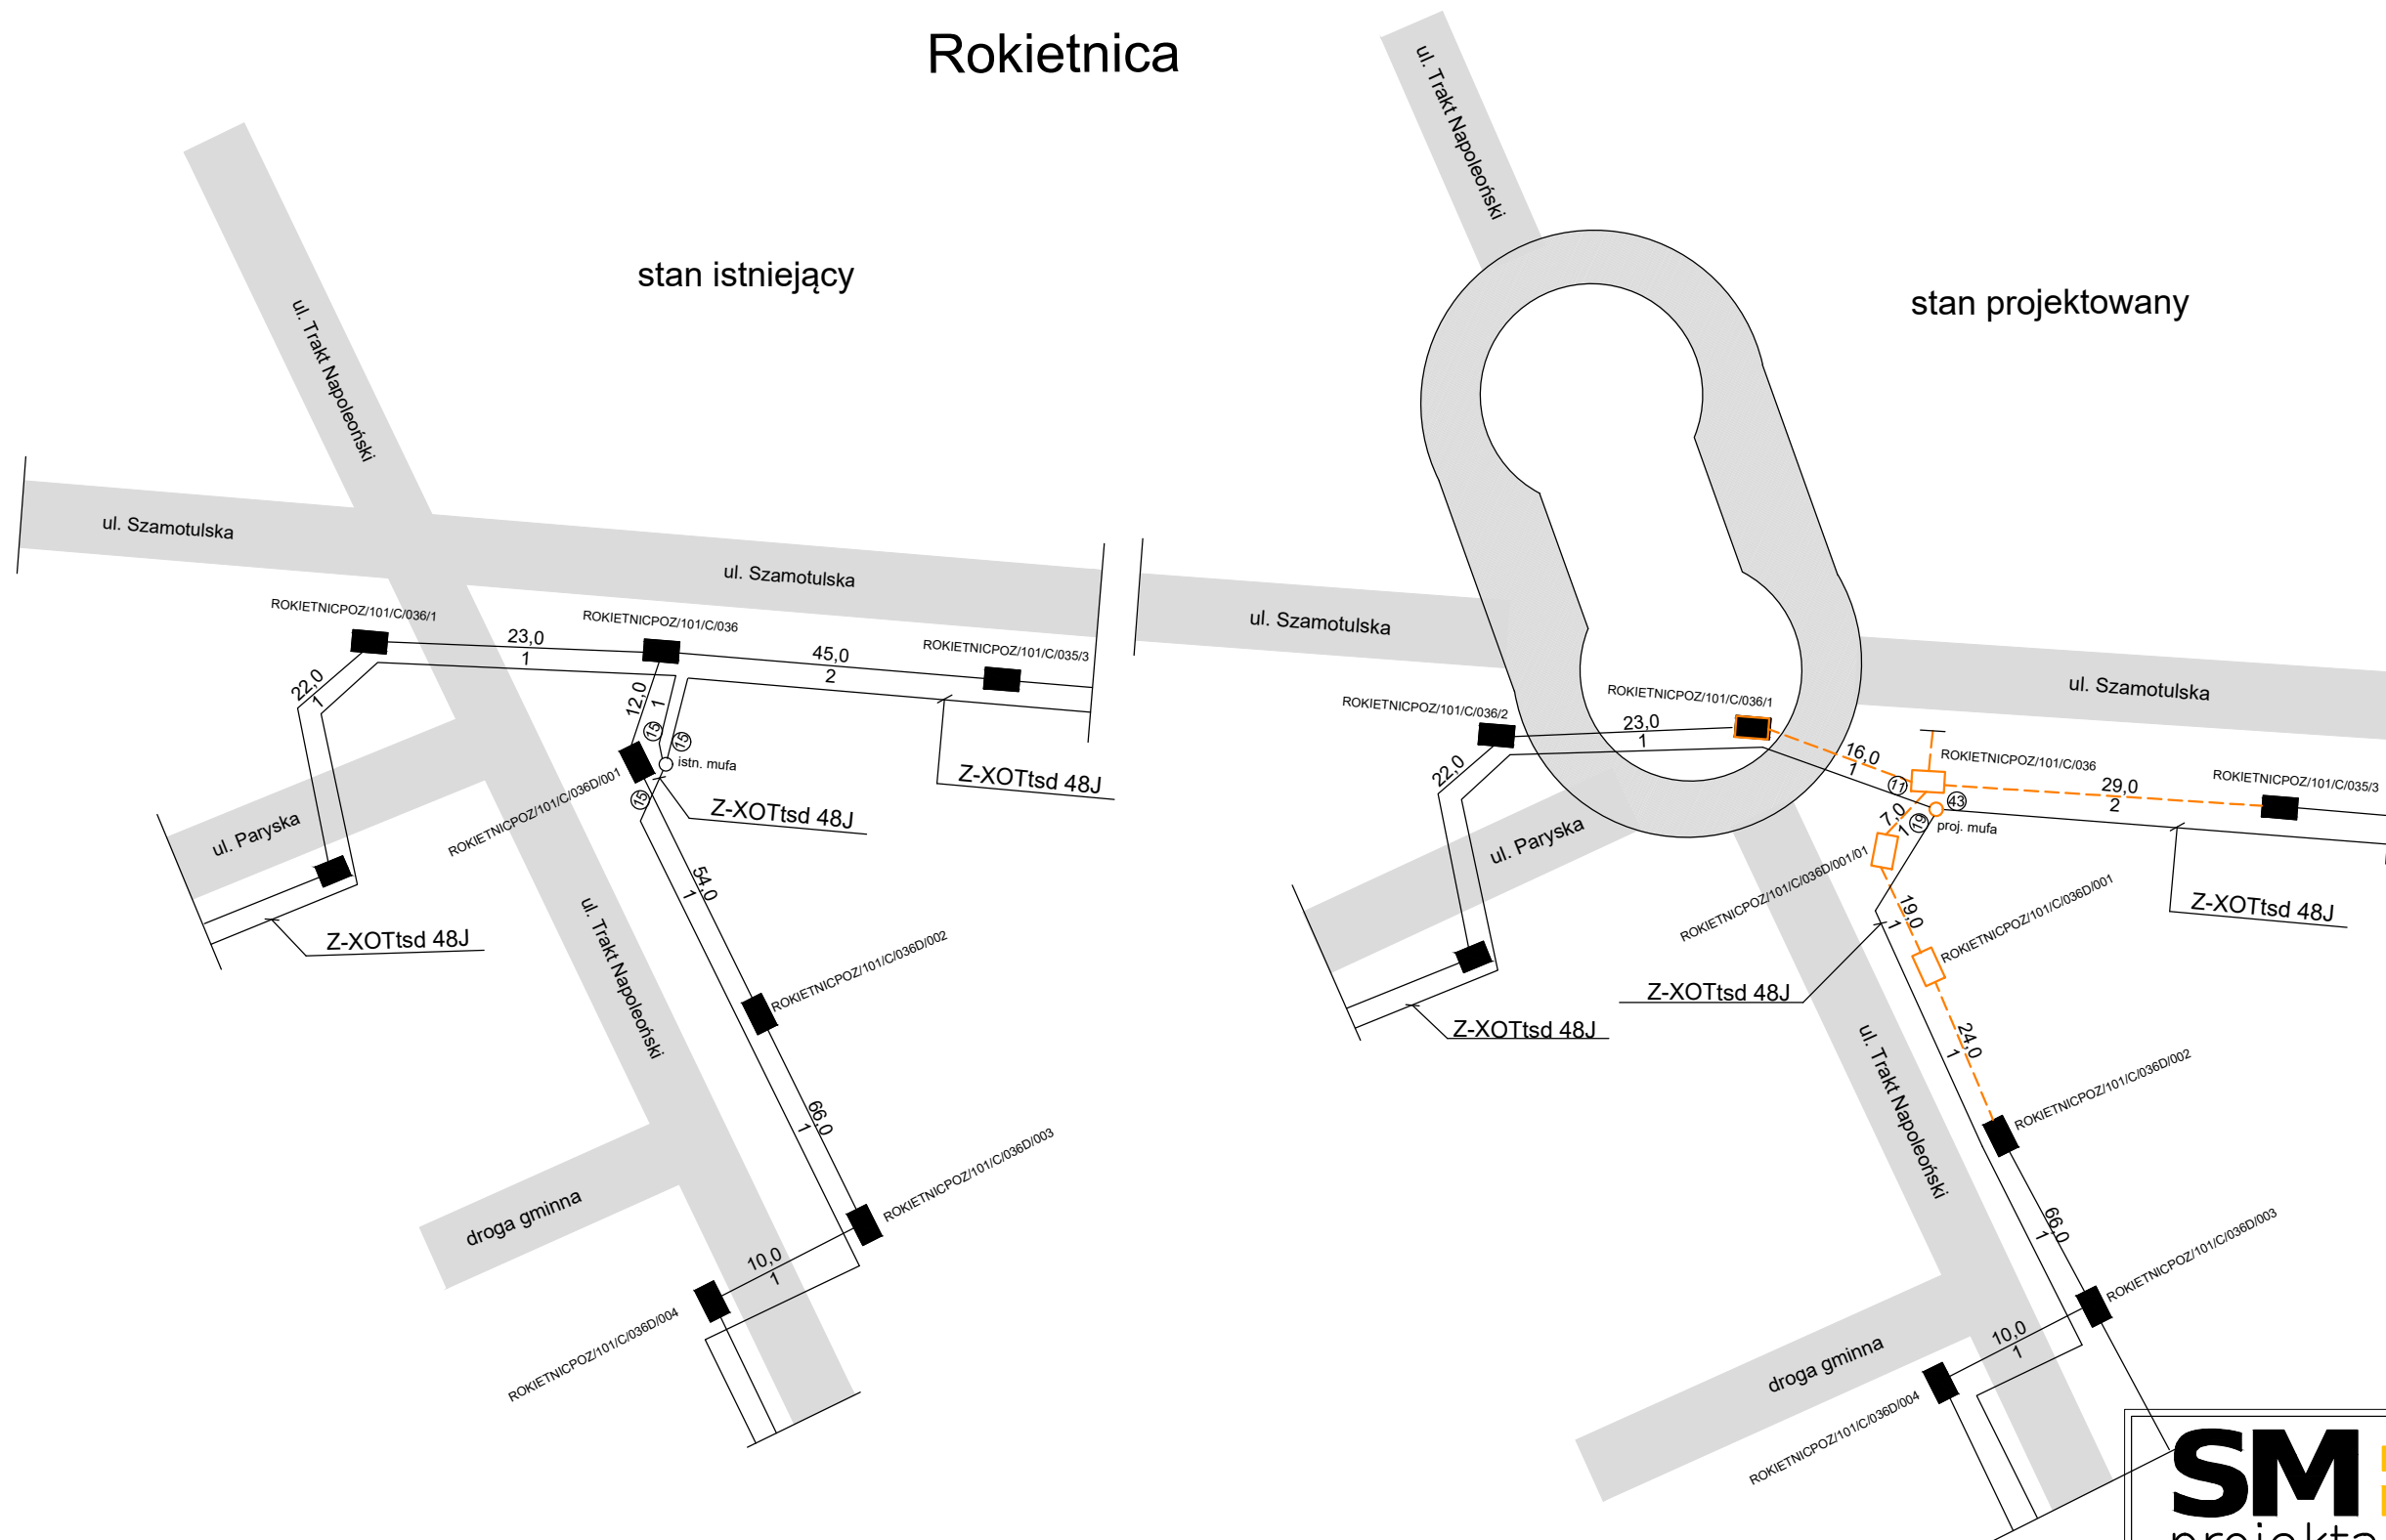 Rokietnica
stan istniejący
ul. Trakt Napoleoński
ul. Szamotulska
ul. Szamotulska
ROKIETNICPOZ/101/C/036/1
23,0
1
ROKIETNICPOZ/101/C/036
45,0
2
ROKIETNICPOZ/101/C/035/3
22,0
1
12,0
1
15
15
istn. mufa
15
ROKIETNICPOZ/101/C/036D/001
Z-XOTtsd 48J
Z-XOTtsd 48J
ul. Paryska
Z-XOTtsd 48J
54,0
1
ul. Trakt Napoleoński
ROKIETNICPOZ/101/C/036D/002
66,0
1
ROKIETNICPOZ/101/C/036D/003
droga gminna
10,0
1
ROKIETNICPOZ/101/C/036D/004
stan projektowany
ul. Trakt Napoleoński
ul. Szamotulska
ul. Szamotulska
ROKIETNICPOZ/101/C/036/2
23,0
1
ROKIETNICPOZ/101/C/036/1
16,0
1
11
ROKIETNICPOZ/101/C/036
29,0
2
ROKIETNICPOZ/101/C/035/3
43
proj. mufa
22,0
7,0
1
19
ROKIETNICPOZ/101/C/036D/001/01
ul. Paryska
19,0
1
ROKIETNICPOZ/101/C/036D/001
Z-XOTtsd 48J
Z-XOTtsd 48J
Z-XOTtsd 48J
24,0
1
ul. Trakt Napoleoński
ROKIETNICPOZ/101/C/036D/002
66,0
1
ROKIETNICPOZ/101/C/036D/003
droga gminna
10,0
1
ROKIETNICPOZ/101/C/036D/004
SM
projekta